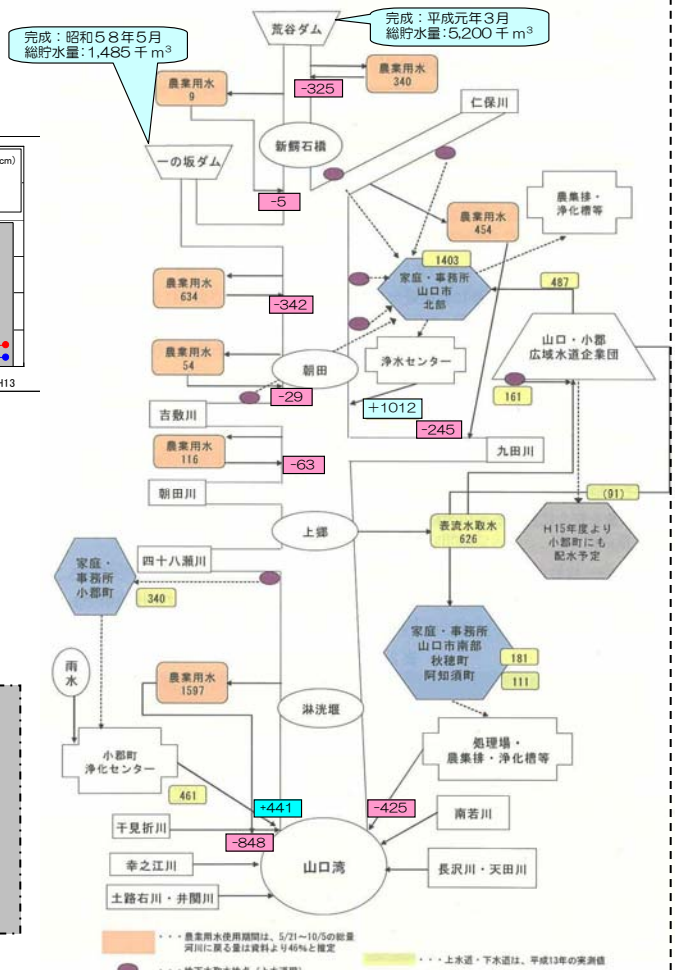 荒谷ダム
完成：平成元年３月
総貯水量：5,200千m³
完成：昭和５８年５月
総貯水量：1,485千m³
農業用水
9
-325
農業用水
340
仁保川
cm)
新鰐石橋
一の坂ダム
-5
農業用水
454
農集排・
浄化槽等
1403
家庭・事務所
山口市
北部
487
農業用水
634
-342
山口・小郡
広域水道企業団
農業用水
54
朝田
浄水センター
161
-29
+1012
H13
吉敷川
-245
農業用水
116
-63
九田川
朝田川
(91)
上郷
表流水取水
626
H15年度より
小郡町にも
配水予定
四十八瀬川
家庭・
事務所
小郡町
340
家庭・事務所
山口市南部
秋穂町
阿知須町
181
111
雨
水
農業用水
1597
淋洸堰
小郡町
浄化センター
処理場・
農集排・浄化槽等
461
+441
-425
南若川
干見折川
-848
山口湾
幸之江川
長沢川・天田川
土路石川・井関川
・・・農業用水使用期間は、5/21～10/5の総量
河川に戻る量は資料より46％と推定
・・・上水道・下水道は、平成13年の実測値